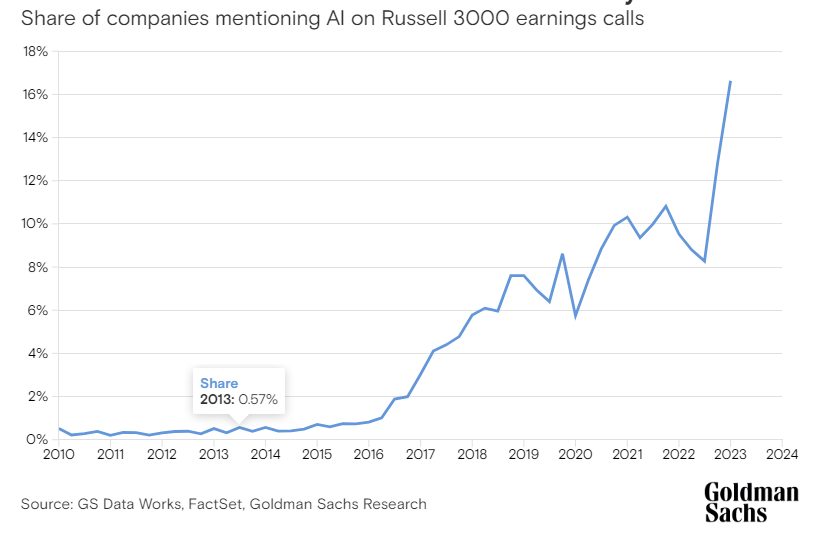 Share of companies mentioning AI on Russell 3000 earnings calls
18%
16%
14%
12%
10%
8%
6%
4%
2%
0%
Share
2013: 0.57%
2010 2011 2012 2013 2014 2015 2016 2017 2018 2019 2020 2021 2022 2023 2024
Source: GS Data Works, FactSet, Goldman Sachs Research
Goldman
Sachs